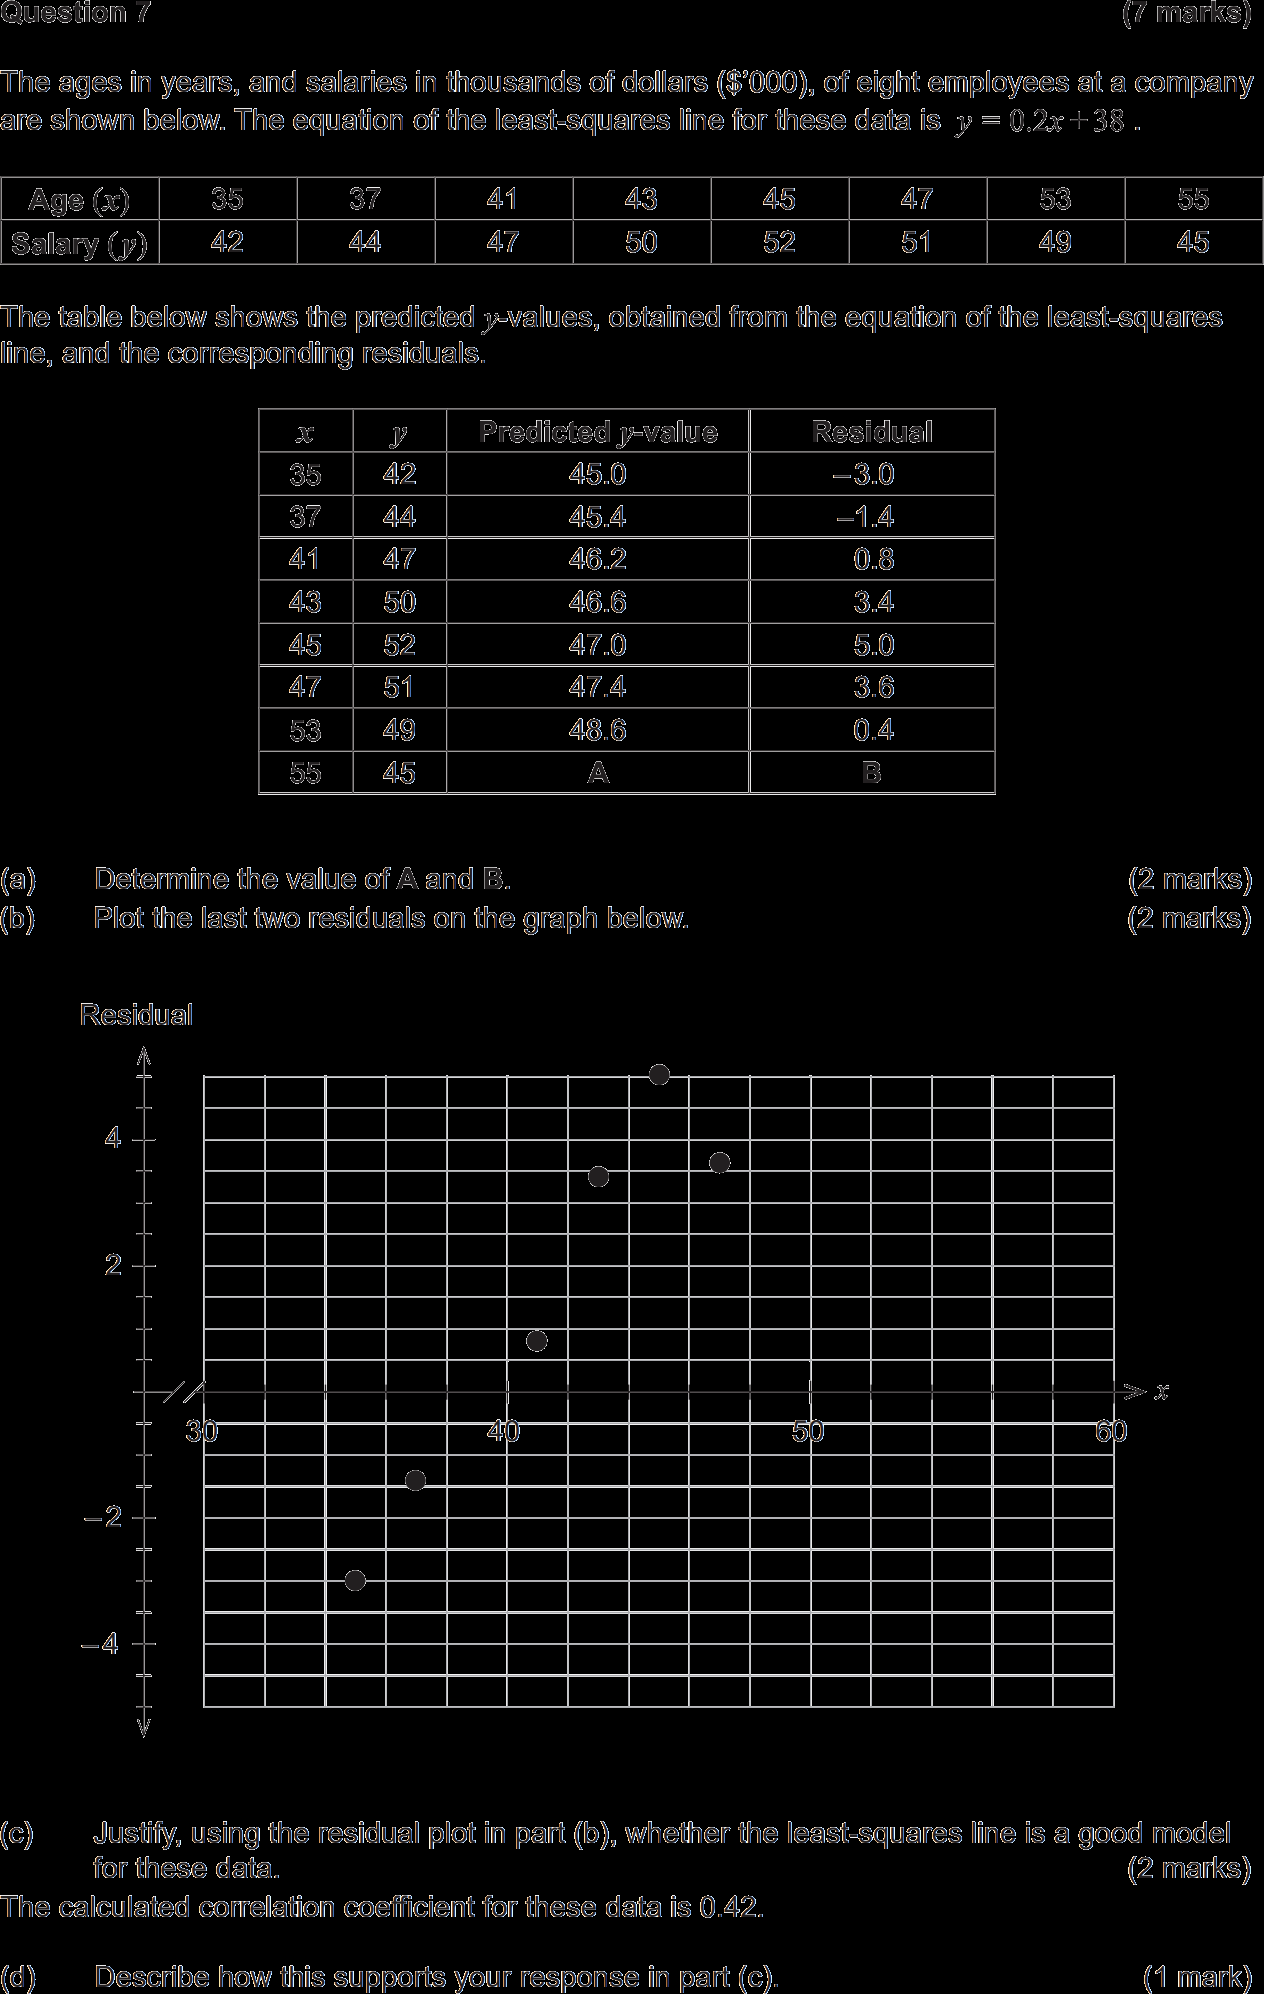 Question 7 (7 marks)
The ages in years, and salaries in thousands of dollars ($’000), of eight employees at a company
are shown below. The equation of the least-squares line for these data is y = 0.2x + 38 .
Age (x) 35 37 41 43 45 47 53 55
Salary (y) 42 44 47 50 52 51 49 45
The table below shows the predicted y-values, obtained from the equation of the least-squares
line, and the corresponding residuals.
x y Predicted y-value Residual
35 42 45.0 −3.0
37 44 45.4 −1.4
41 47 46.2 0.8
43 50 46.6 3.4
45 52 47.0 5.0
47 51 47.4 3.6
53 49 48.6 0.4
55 45 A B
(a) Determine the value of A and B. (2 marks)
(b) Plot the last two residuals on the graph below. (2 marks)
Residual
4
2
x
30 40 50 60
−2
−4
(c) Justify, using the residual plot in part (b), whether the least-squares line is a good model
for these data. (2 marks)
The calculated correlation coefficient for these data is 0.42.
(d) Describe how this supports your response in part (c). (1 mark)